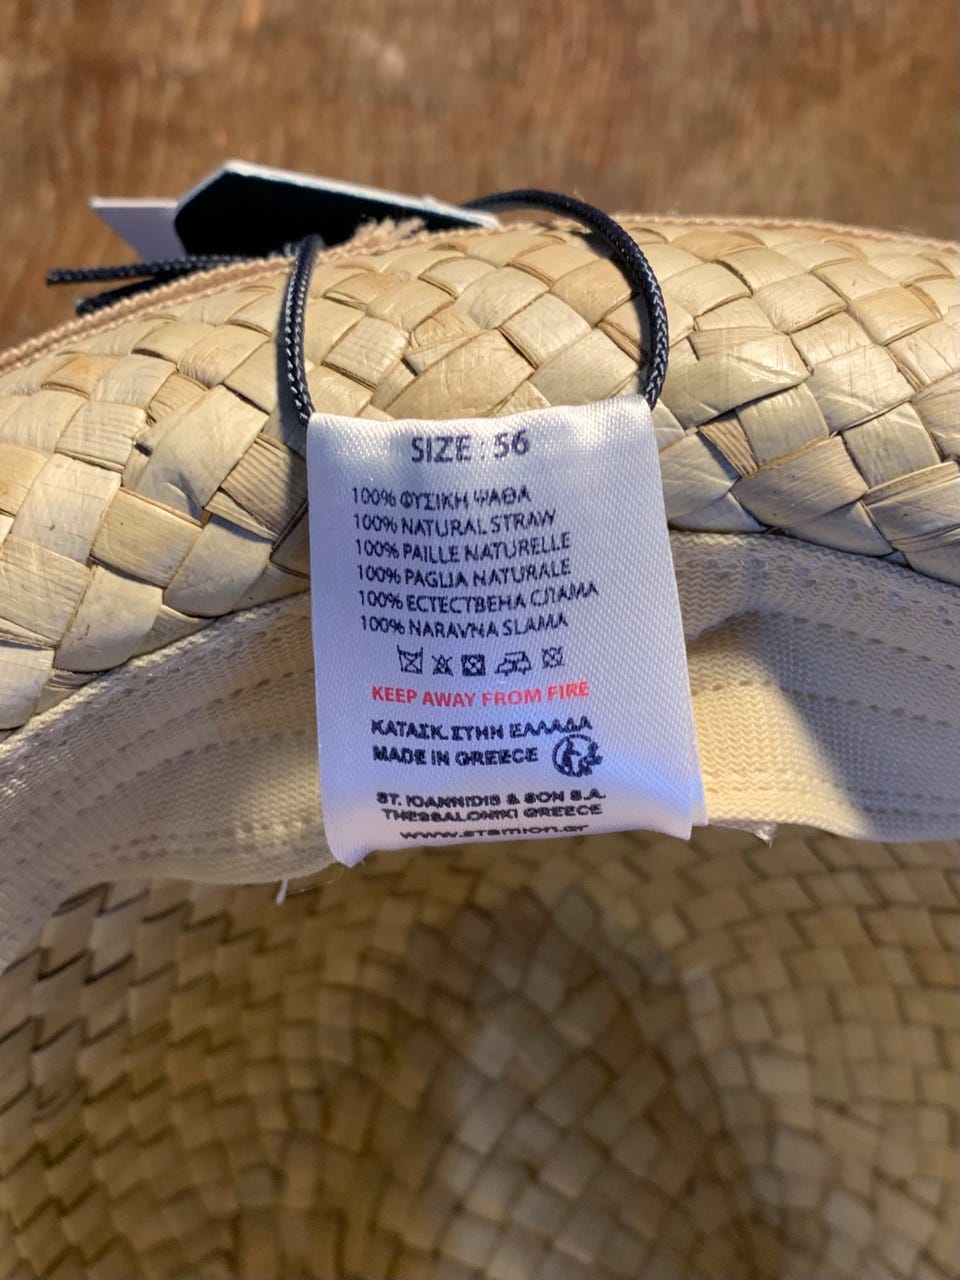 SIZE : 56
100% ΦΥΣΙΚΗ ΨΑΘΑ
100% NATURAL STRAW
100% PAILLE NATURELLE
100% PAGLIA NATURALE
100% ЕСТЕСТВЕНА СЛАМА
100% NARAVNA SLAMA
KEEP AWAY FROM FIRE
ΚΑΤΑΣΚ. ΣΤΗΝ ΕΛΛΑΔΑ
MADE IN GREECE
ST. IOANNIDIS & SON S.A.
THESSALONIKI GREECE
www.stamion.gr